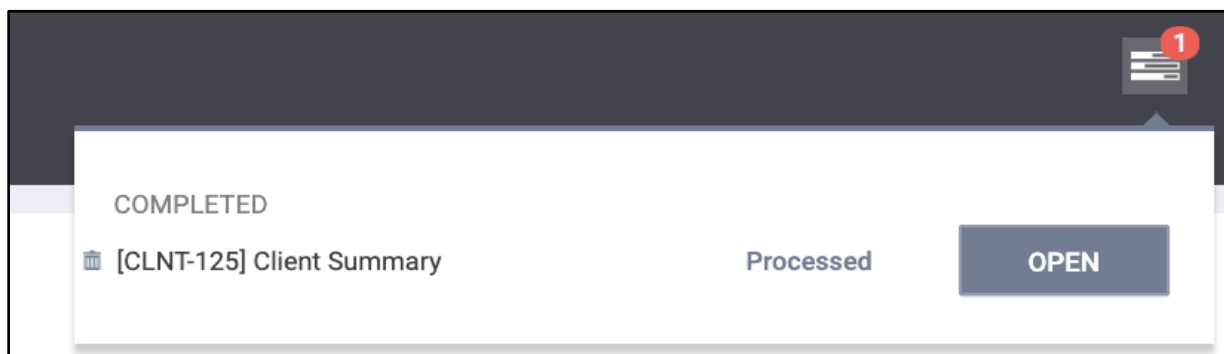 1
COMPLETED
[CLNT-125] Client Summary Processed OPEN